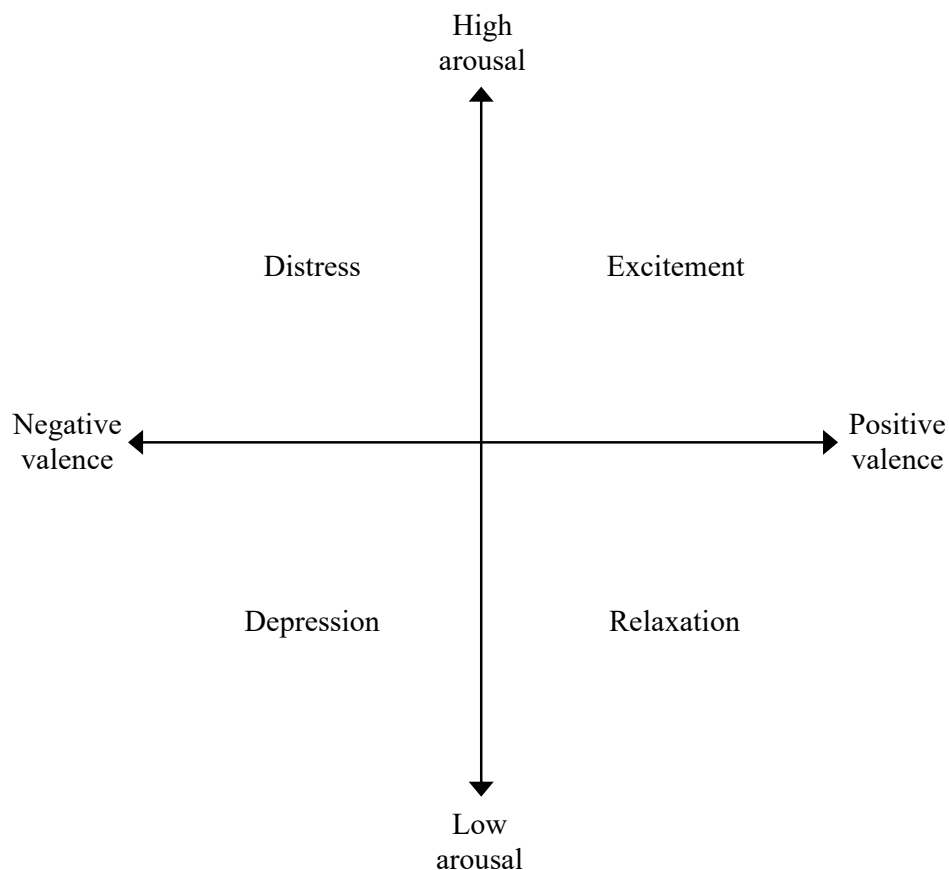 High
arousal
Distress
Excitement
Negative
valence
Positive
valence
Depression
Relaxation
Low
arousal